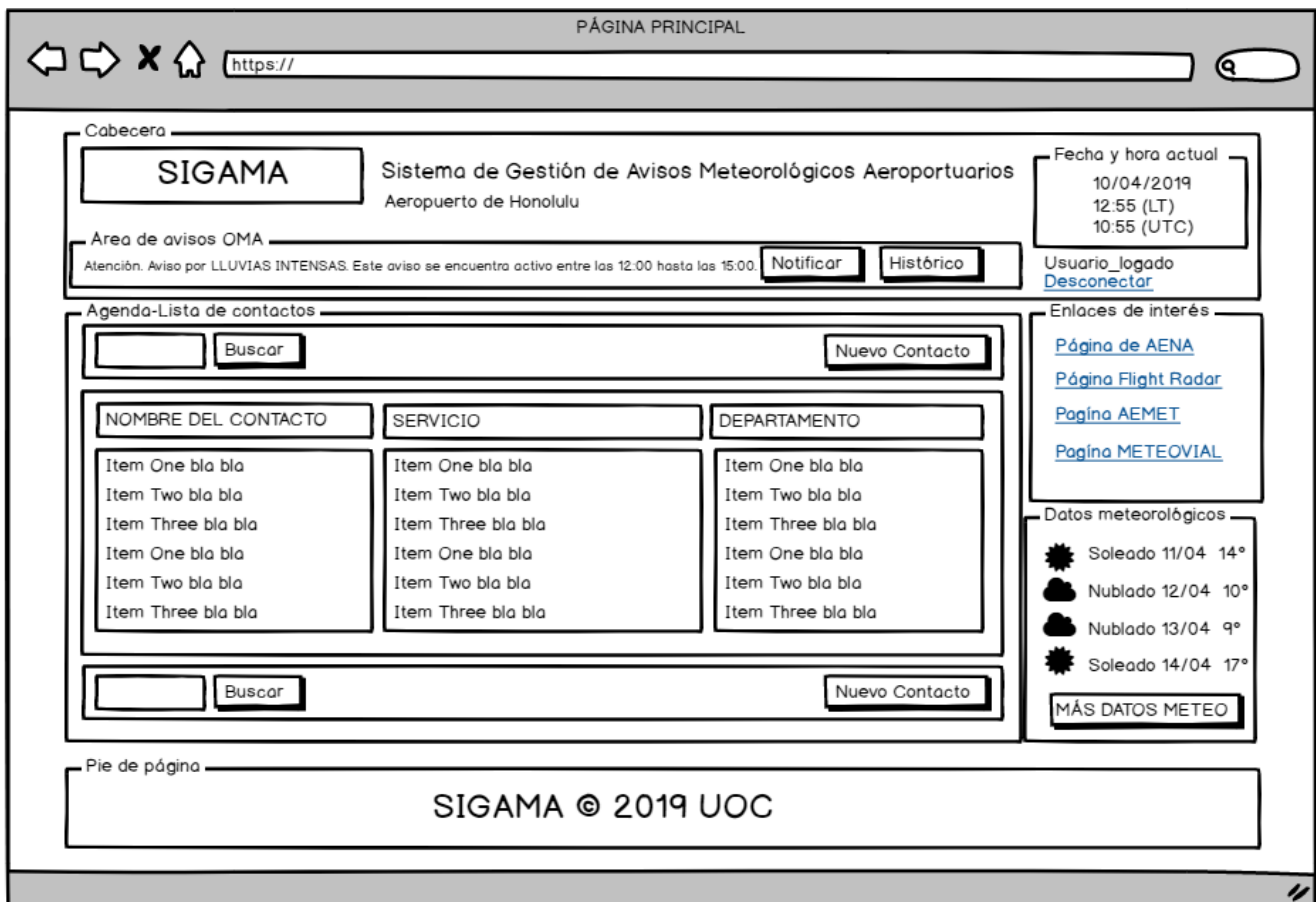 PÁGINA PRINCIPAL
https://
Cabecera
SIGAMA
Sistema de Gestión de Avisos Meteorológicos Aeroportuarios
Aeropuerto de Honolulu
Fecha y hora actual
10/04/2019
12:55 (LT)
10:55 (UTC)
Area de avisos OMA
Atención. Aviso por LLUVIAS INTENSAS. Este aviso se encuentra activo entre las 12:00 hasta las 15:00.
Notificar
Histórico
Usuario_logado
Desconectar
Agenda-Lista de contactos
Buscar
Nuevo Contacto
NOMBRE DEL CONTACTO
Item One bla bla
Item Two bla bla
Item Three bla bla
Item One bla bla
Item Two bla bla
Item Three bla bla
SERVICIO
Item One bla bla
Item Two bla bla
Item Three bla bla
Item One bla bla
Item Two bla bla
Item Three bla bla
DEPARTAMENTO
Item One bla bla
Item Two bla bla
Item Three bla bla
Item One bla bla
Item Two bla bla
Item Three bla bla
Buscar
Nuevo Contacto
Enlaces de interés
Página de AENA
Página Flight Radar
Pagína AEMET
Pagína METEOVIAL
Datos meteorológicos
Soleado 11/04 14°
Nublado 12/04 10°
Nublado 13/04 9°
Soleado 14/04 17°
MÁS DATOS METEO
Pie de página
SIGAMA © 2019 UOC